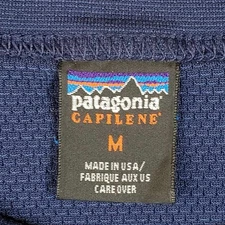 patagonia®
CAPILENE®
M
MADE IN USA/
FABRIQUE AUX US
CARE OVER